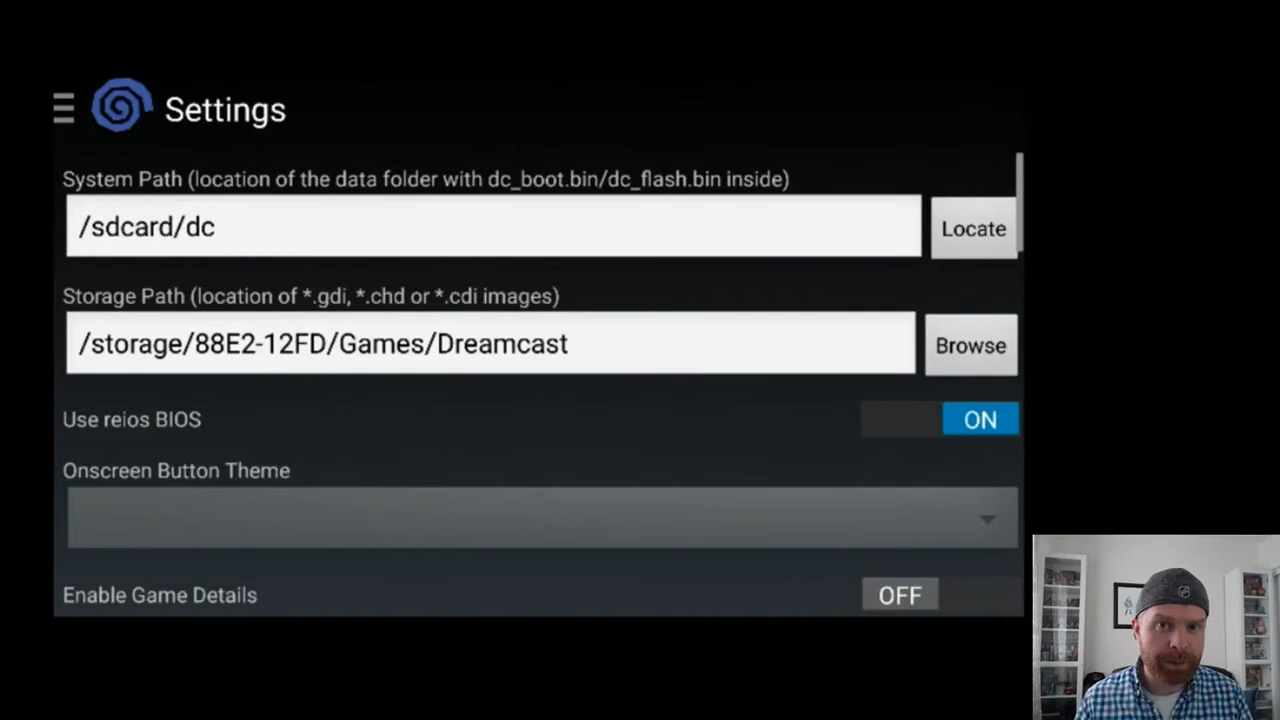 Settings
System Path (location of the data folder with dc_boot.bin/dc_flash.bin inside)
/sdcard/dc
Locate
Storage Path (location of *.gdi, *.chd or *.cdi images)
/storage/88E2-12FD/Games/Dreamcast
Browse
Use reios BIOS
ON
Onscreen Button Theme
Enable Game Details
OFF